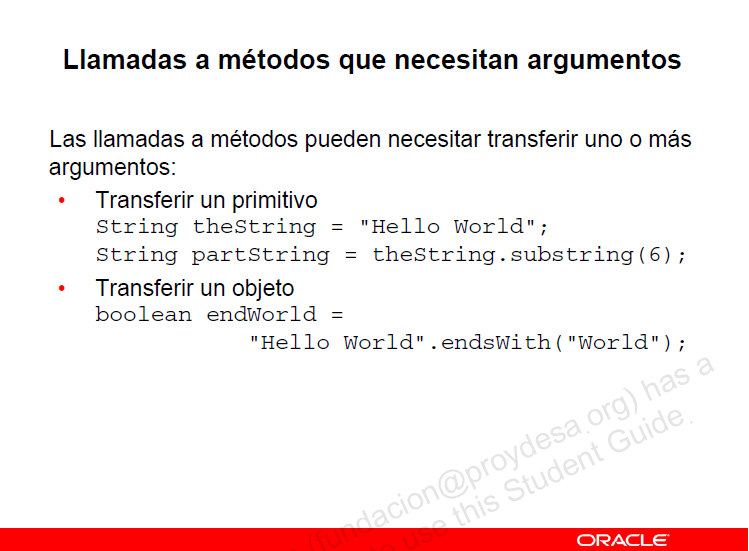 Llamadas a métodos que necesitan argumentos
Las llamadas a métodos pueden necesitar transferir uno o más
argumentos:
• Transferir un primitivo
String theString = "Hello World";
String partString = theString.substring(6);
• Transferir un objeto
boolean endWorld =
"Hello World".endsWith("World");
(fundacion@proydesa.org) has a
use this Student Guide.
ORACLE